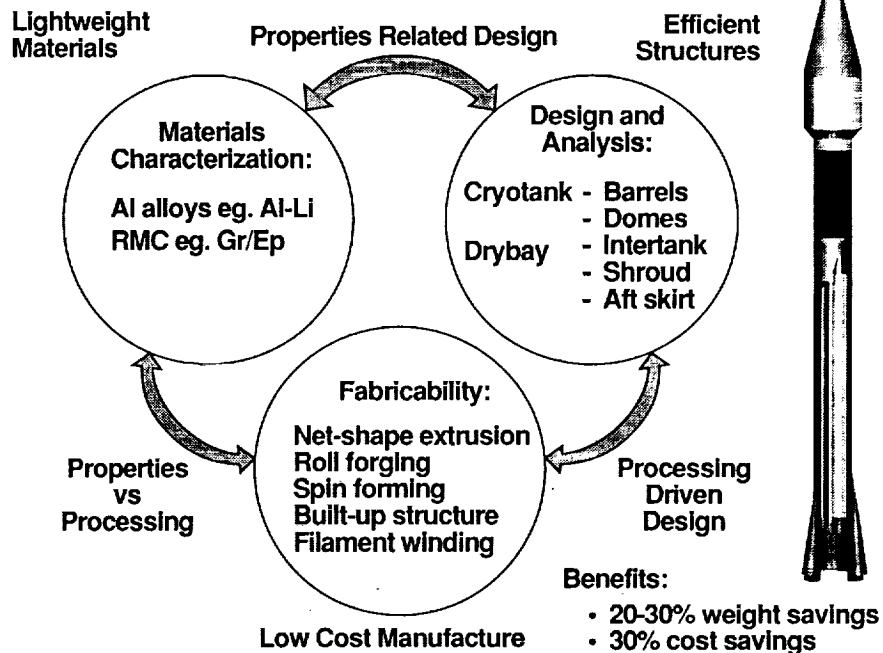 Lightweight
Materials
Properties Related Design
Efficient
Structures
Materials
Characterization:
Al alloys eg. Al-Li
RMC eg. Gr/Ep
Design and
Analysis:
Cryotank - Barrels
- Domes
Drybay - Intertank
- Shroud
- Aft skirt
Fabricability:
Net-shape extrusion
Roll forging
Spin forming
Built-up structure
Filament winding
Properties
vs
Processing
Processing
Driven
Design
Low Cost Manufacture
Benefits:
• 20-30% weight savings
• 30% cost savings